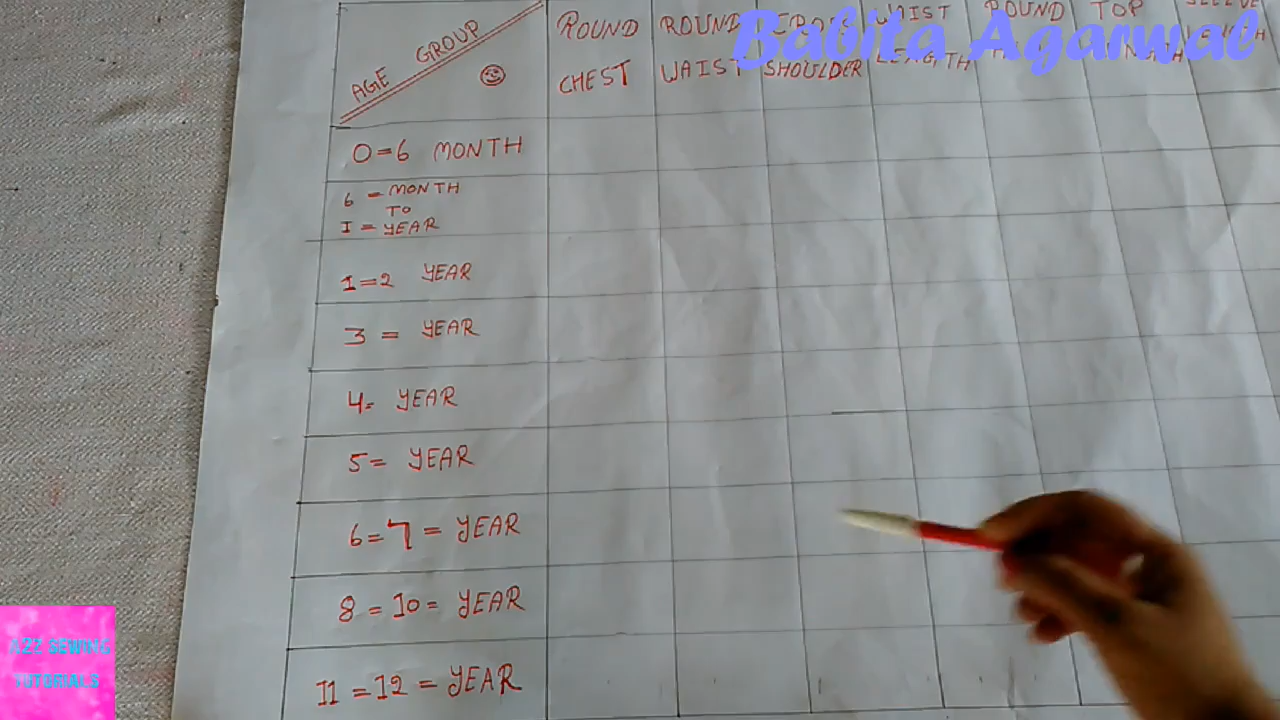 AGE GROUP
ROUND
CHEST
ROUND
WAIST
SHOULDER
WAIST
LENGTH
ROUND
TOP
Babita Agarwal
0=6 MONTH
6 = MONTH
TO
1 = YEAR
1=2 YEAR
3 = YEAR
4= YEAR
5= YEAR
6=7 = YEAR
8 = 10 = YEAR
11 = 12 = YEAR
A2Z SEWING
TUTORIALS